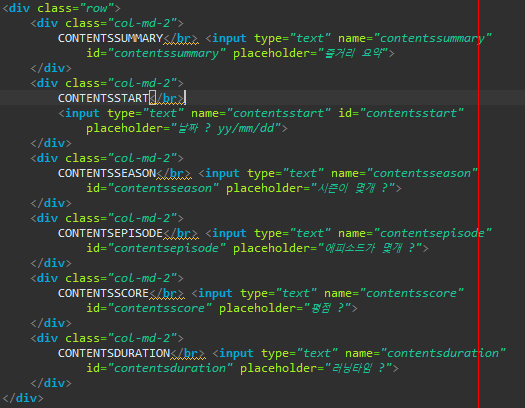 <div class="row">
<div class="col-md-2">
CONTENTSSUMMARY</br> <input type="text" name="contentssummary"
id="contentssummary" placeholder="줄거리 요약">
</div>
<div class="col-md-2">
CONTENTSSTART</br>
<input type="text" name="contentsstart" id="contentsstart"
placeholder="날짜 ? yy/mm/dd">
</div>
<div class="col-md-2">
CONTENTSSEASON</br> <input type="text" name="contentsseason"
id="contentsseason" placeholder="시즌이 몇개 ?">
</div>
<div class="col-md-2">
CONTENTSEPISODE</br> <input type="text" name="contentsepisode"
id="contentsepisode" placeholder="에피소드가 몇개 ?">
</div>
<div class="col-md-2">
CONTENTSSCORE</br> <input type="text" name="contentsscore"
id="contentsscore" placeholder="평점 ?">
</div>
<div class="col-md-2">
CONTENTSDURATION</br> <input type="text" name="contentsduration"
id="contentsduration" placeholder="러닝타임 ?">
</div>
</div>